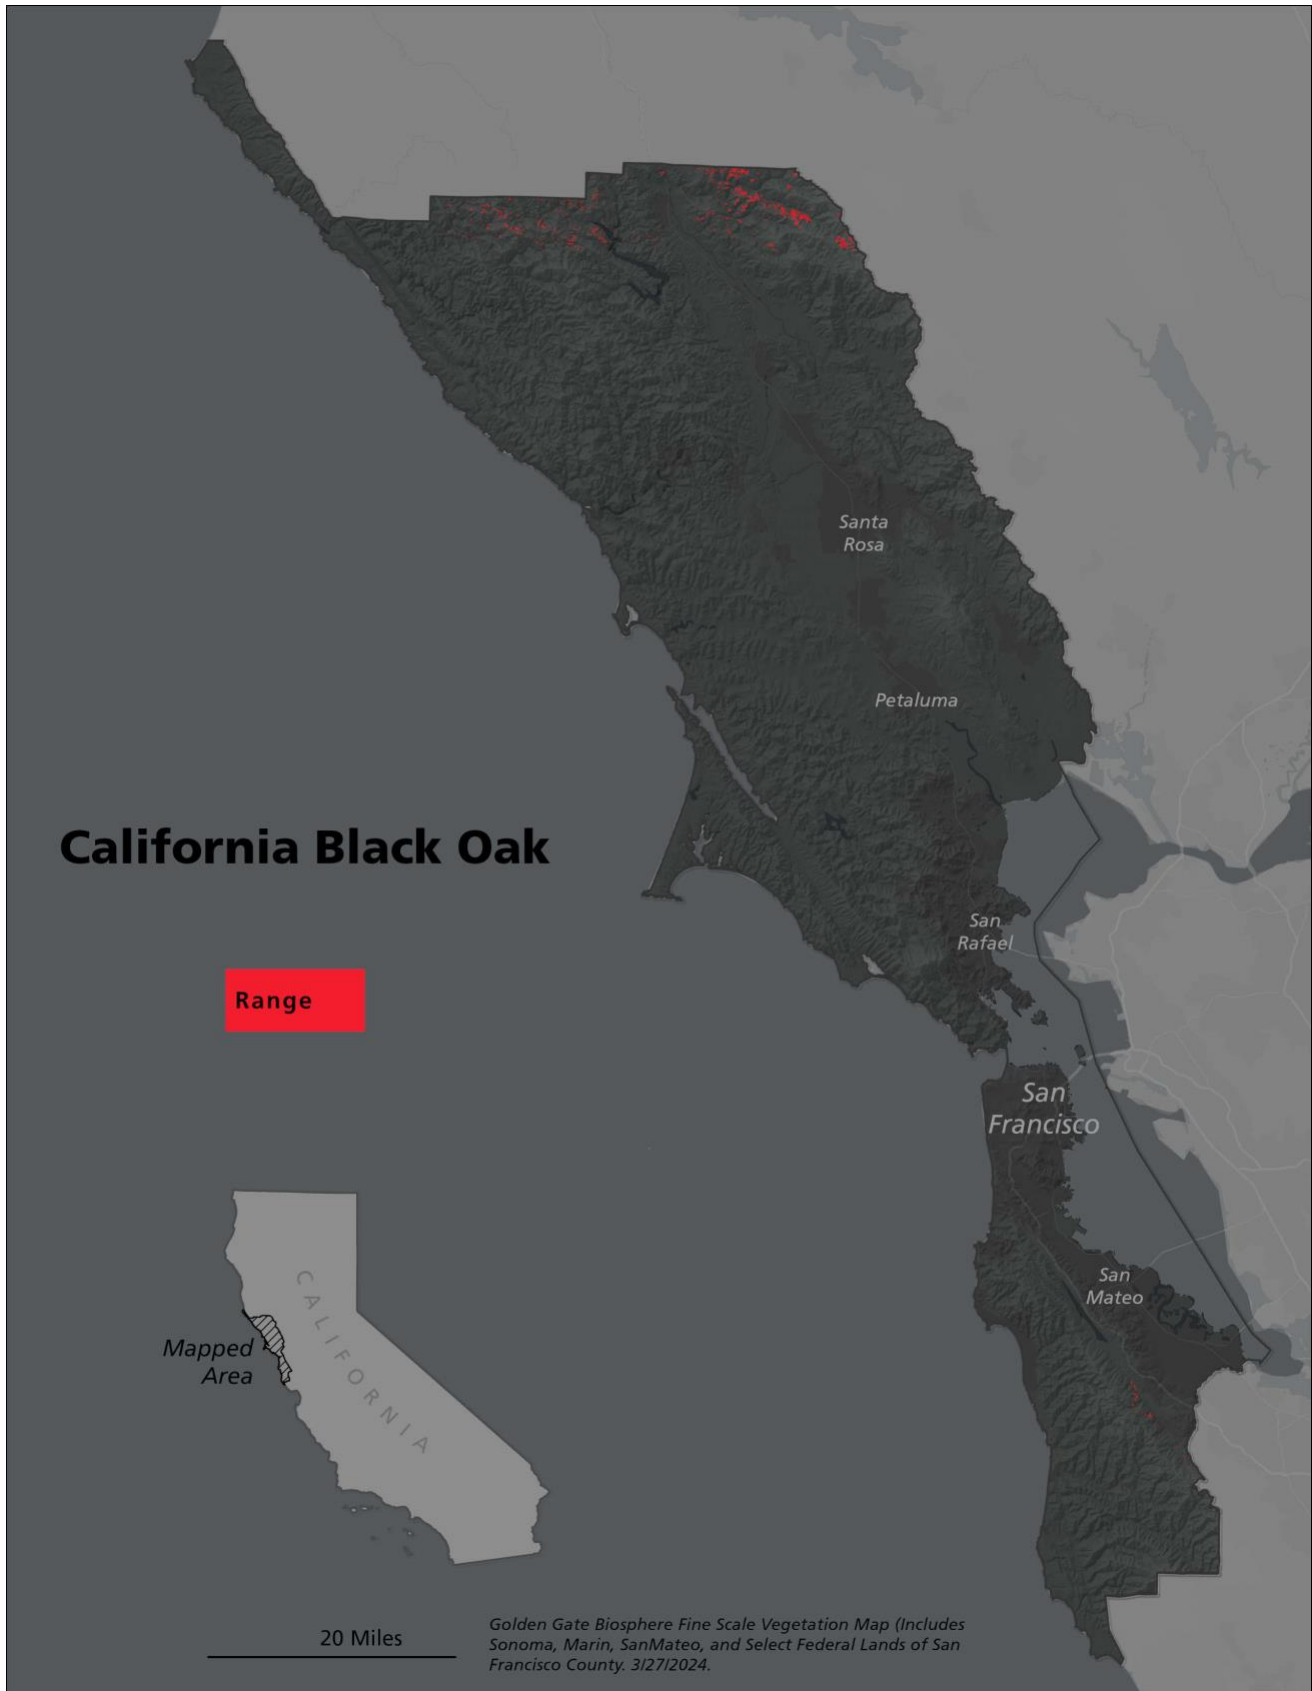 Santa
Rosa
Petaluma
California Black Oak
San
Rafael
Range
San
Francisco
CALIFORNIA
San
Mateo
Mapped
Area
20 Miles
Golden Gate Biosphere Fine Scale Vegetation Map (Includes
Sonoma, Marin, SanMateo, and Select Federal Lands of San
Francisco County. 3/27/2024.